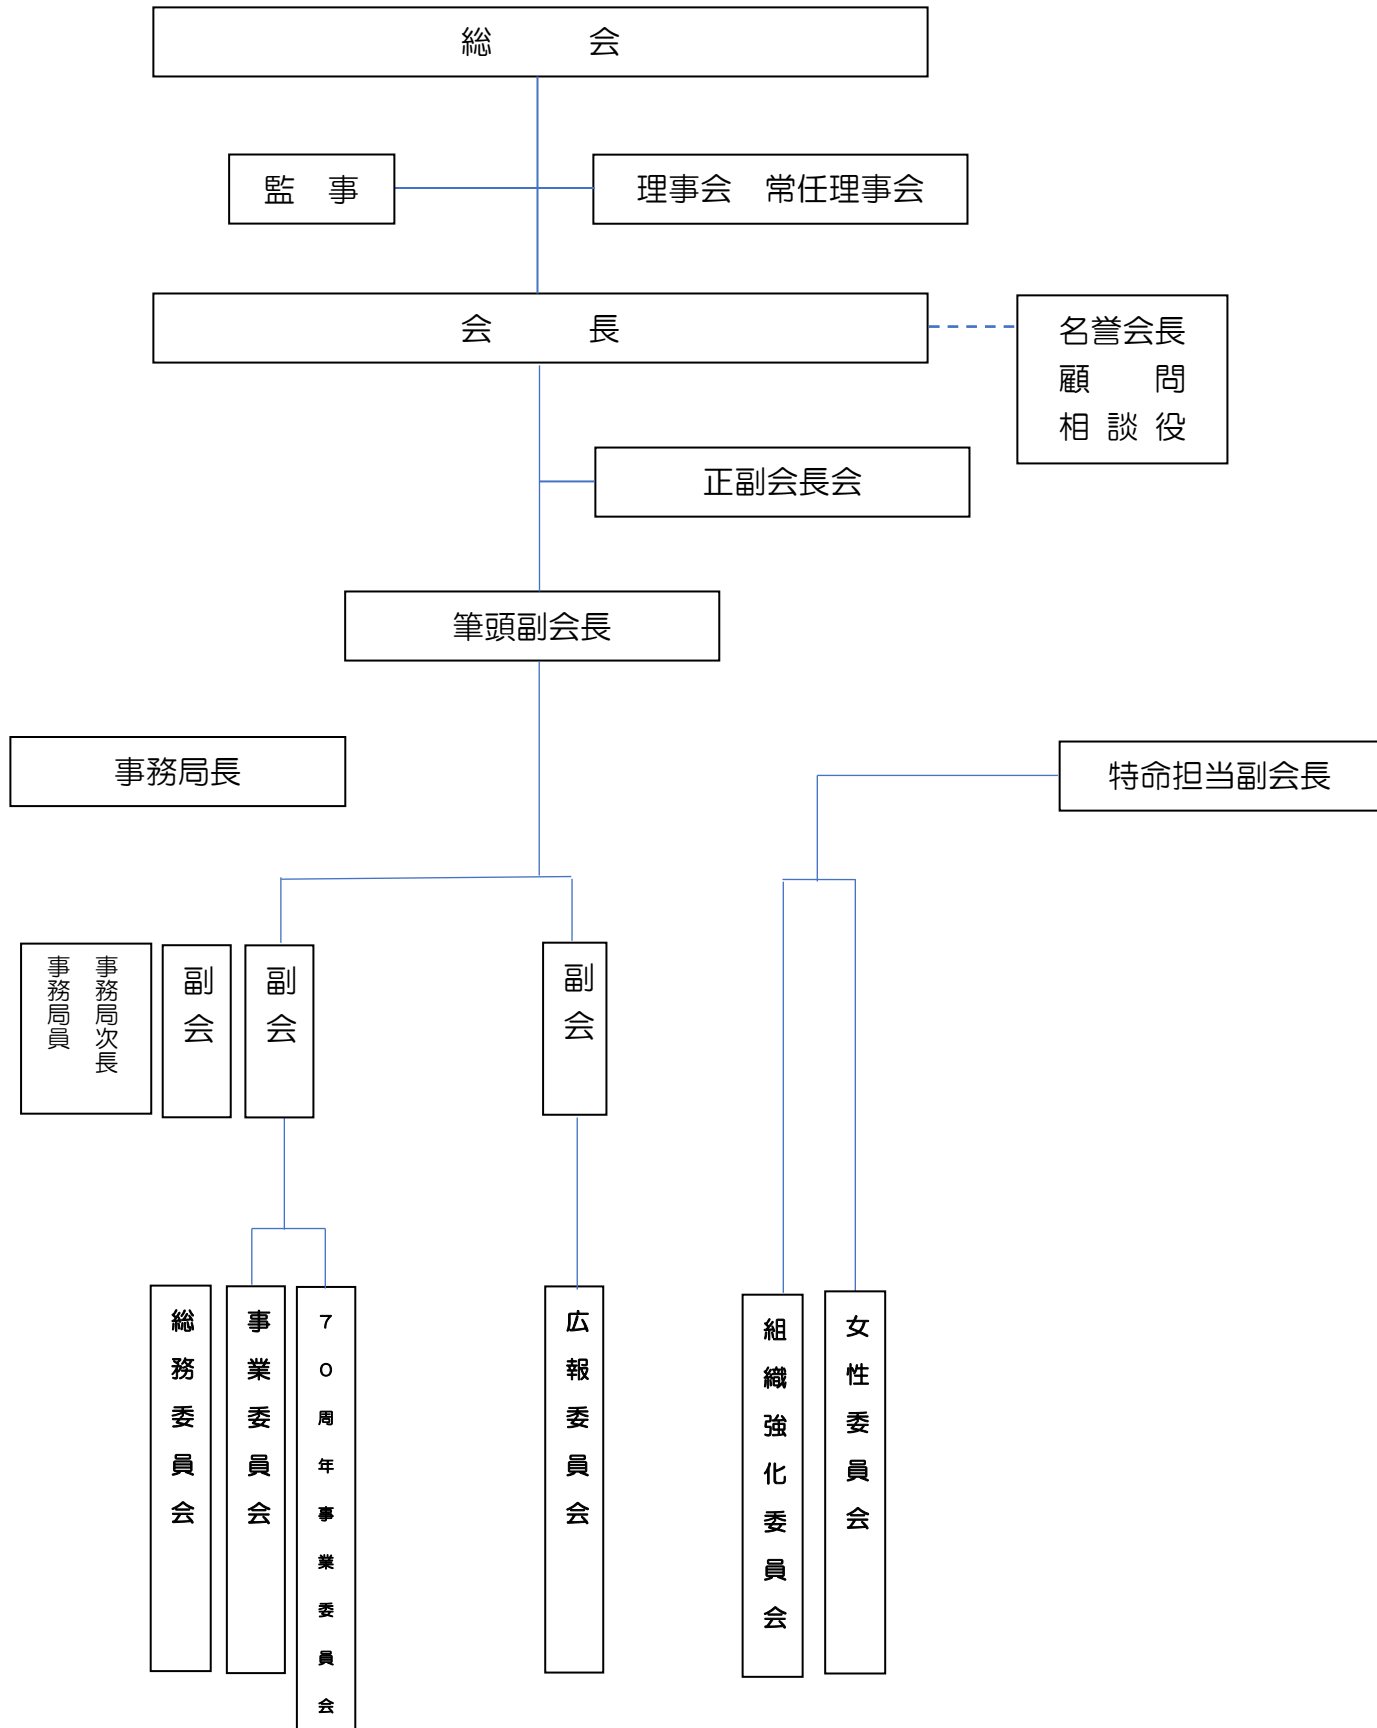 総　　　会
監　事
理事会　常任理事会
会　　　長
名誉会長
顧　　問
相 談 役
正副会長会
筆頭副会長
事務局長
特命担当副会長
事務局次長
事務局員
副会
副会
副会
総務委員会
事業委員会
７０周年事業委員会
広報委員会
組織強化委員会
女性委員会